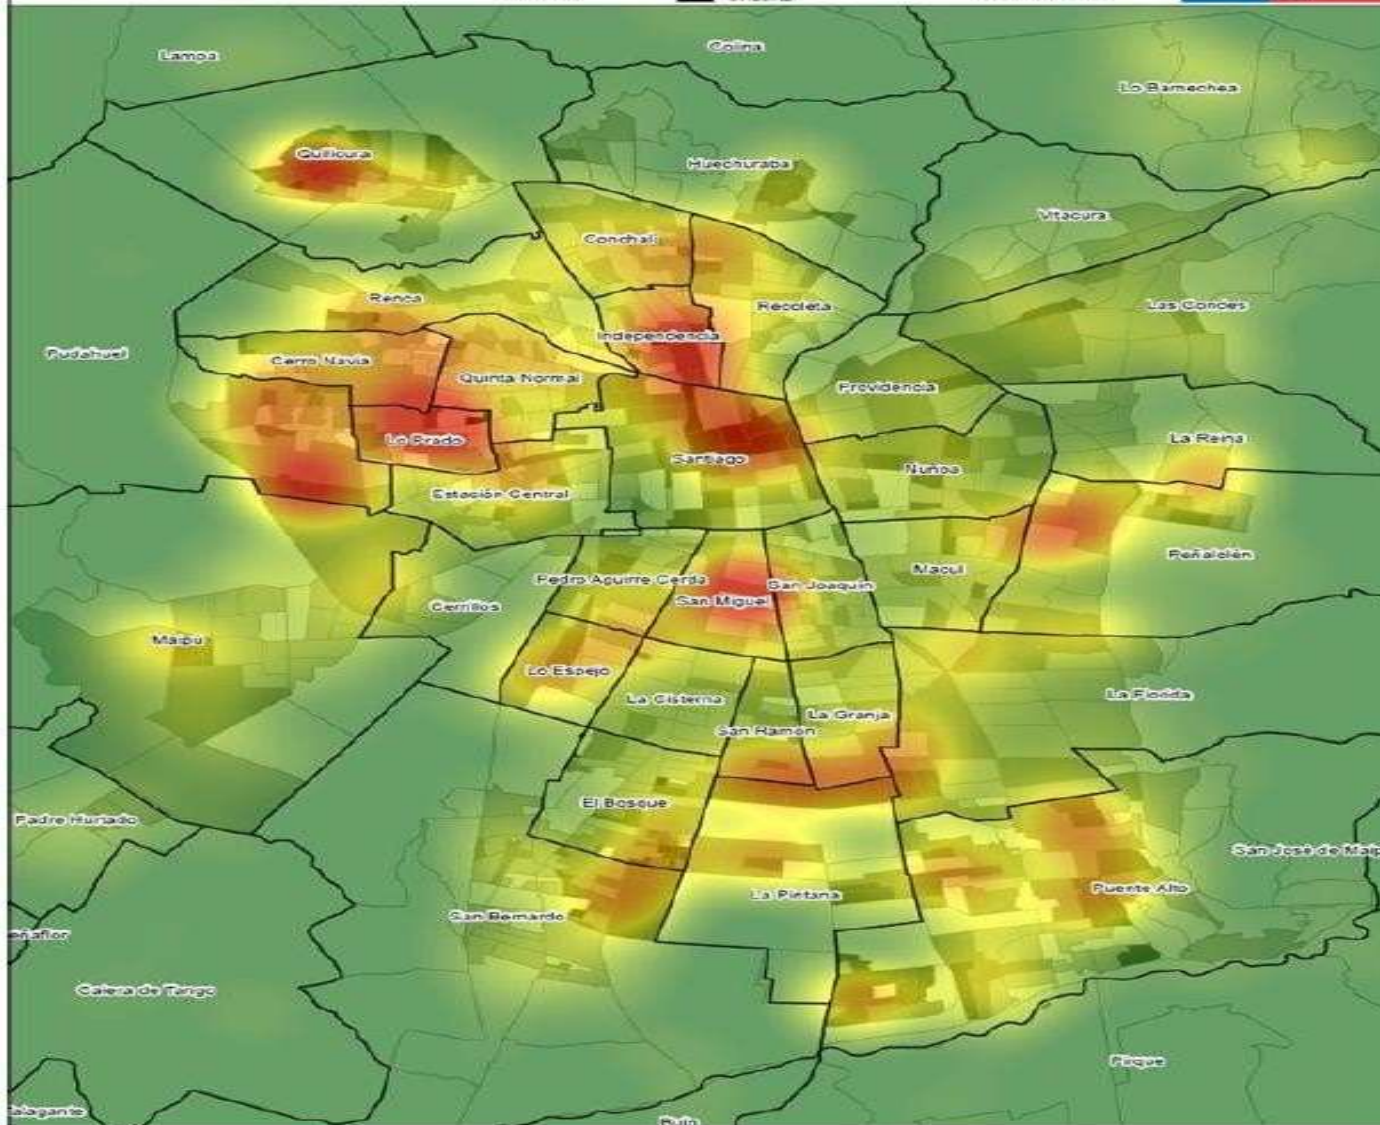 Lampa
Colina
Lo Barnechea
Quilicura
Huechuraba
Vitacura
Conchalí
Renca
Recoleta
Las Condes
Independencia
Pudahuel
Cerro Navia
Quinta Normal
Providencia
Lo Prado
La Reina
Santiago
Ñuñoa
Estación Central
Peñalolén
Macul
Pedro Aguirre Cerda
San Joaquín
San Miguel
Cerrillos
Maipú
Lo Espejo
La Cisterna
La Florida
La Granja
San Ramón
El Bosque
Padre Hurtado
San José de Maip
Puente Alto
La Pintana
San Bernardo
eñaflor
Calera de Tango
Pirque
alagante